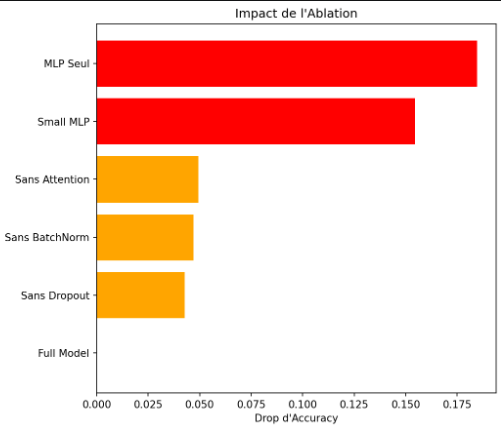 Impact de l'Ablation
MLP Seul
Small MLP
Sans Attention
Sans BatchNorm
Sans Dropout
Full Model
0.000 0.025 0.050 0.075 0.100 0.125 0.150 0.175
Drop d'Accuracy